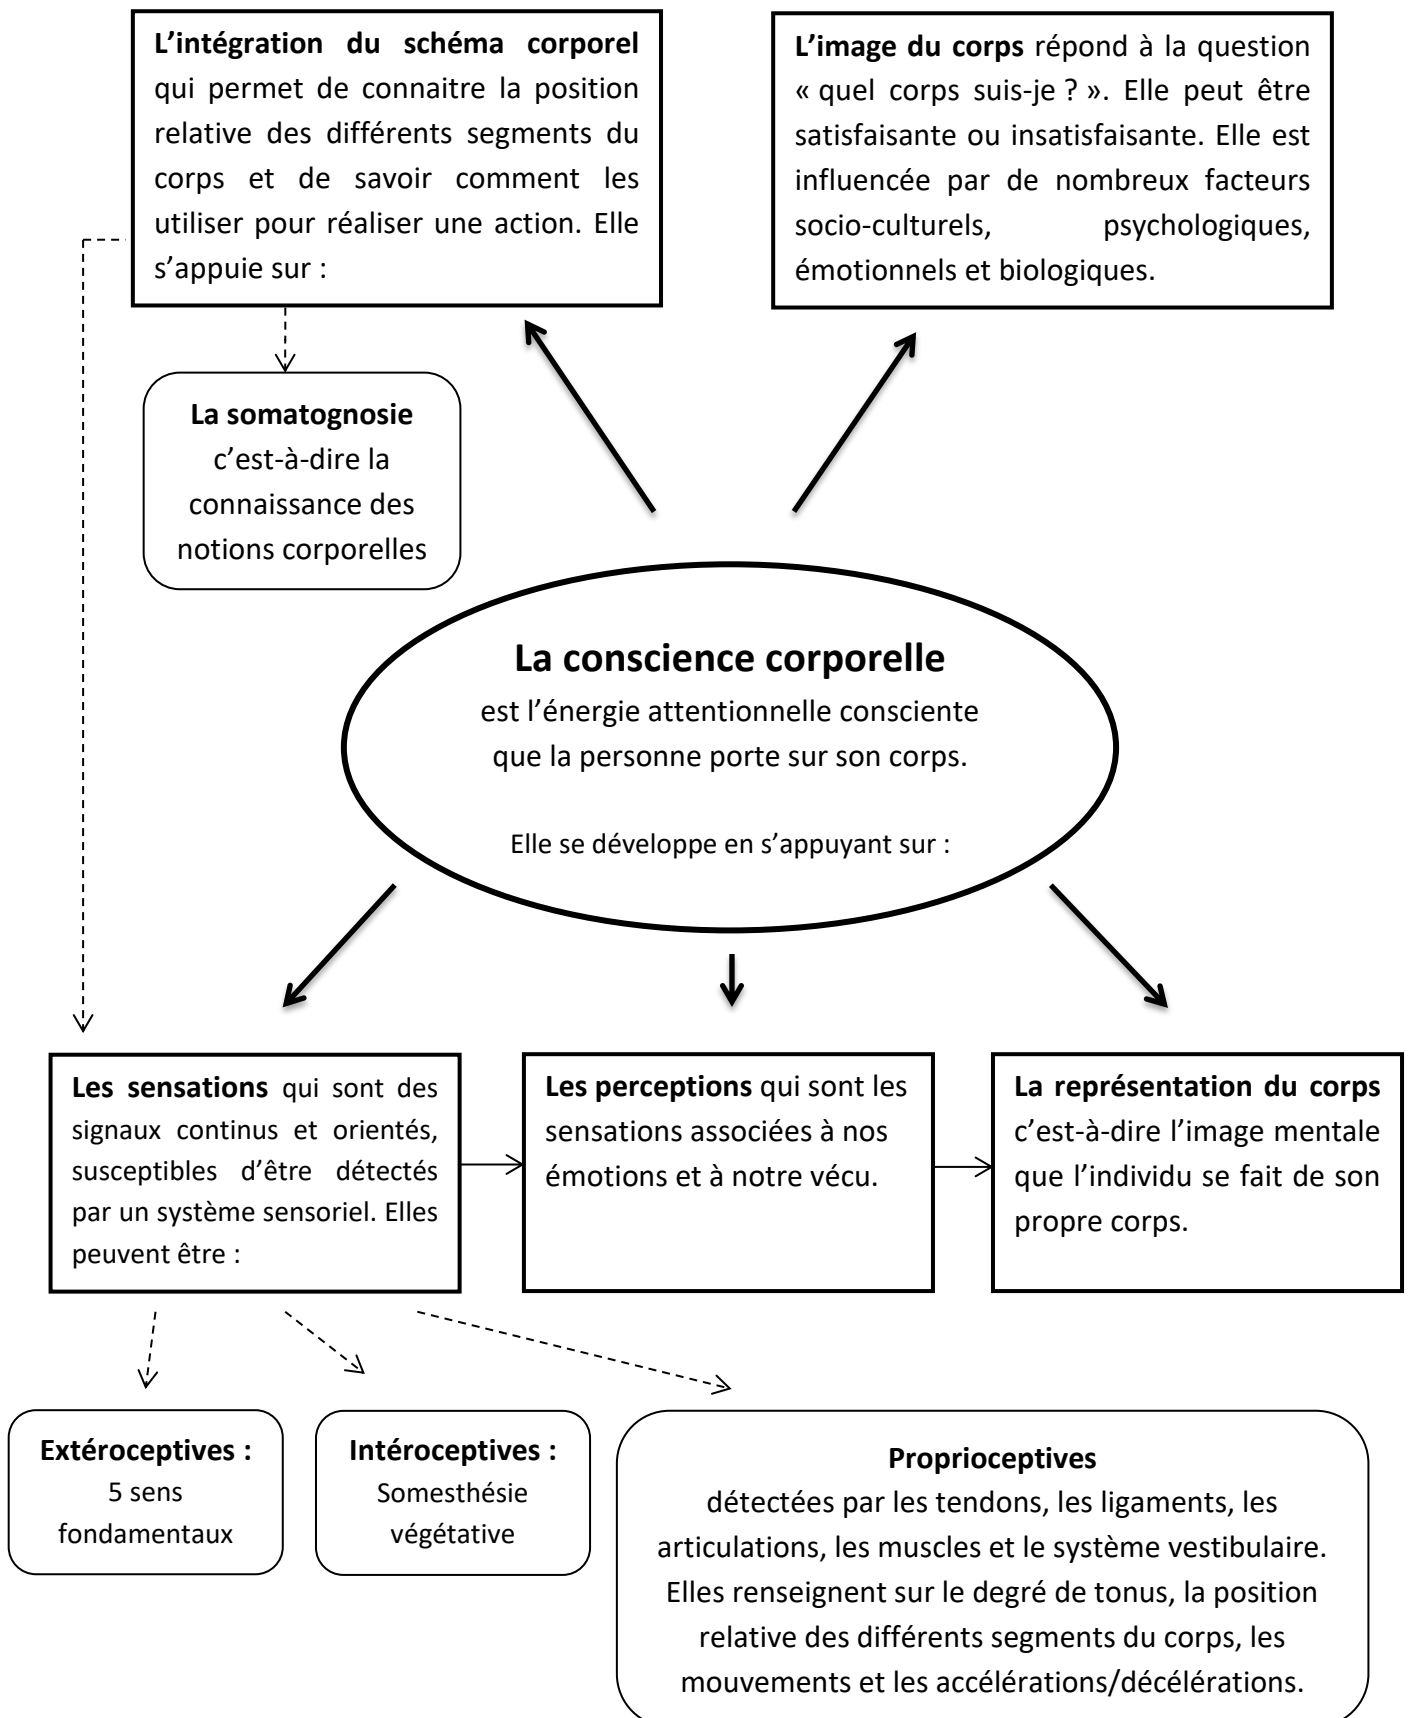 L’intégration du schéma corporel
qui permet de connaitre la position
relative des différents segments du
corps et de savoir comment les
utiliser pour réaliser une action. Elle
s’appuie sur :
L’image du corps répond à la question
« quel corps suis-je ? ». Elle peut être
satisfaisante ou insatisfaisante. Elle est
influencée par de nombreux facteurs
socio-culturels, psychologiques,
émotionnels et biologiques.
La somatognosie
c’est-à-dire la
connaissance des
notions corporelles
La conscience corporelle
est l’énergie attentionnelle consciente
que la personne porte sur son corps.
Elle se développe en s’appuyant sur :
Les sensations qui sont des
signaux continus et orientés,
susceptibles d’être détectés
par un système sensoriel. Elles
peuvent être :
Les perceptions qui sont les
sensations associées à nos
émotions et à notre vécu.
La représentation du corps
c’est-à-dire l’image mentale
que l’individu se fait de son
propre corps.
Extéroceptives :
5 sens
fondamentaux
Intéroceptives :
Somesthésie
végétative
Proprioceptives
détectées par les tendons, les ligaments, les
articulations, les muscles et le système vestibulaire.
Elles renseignent sur le degré de tonus, la position
relative des différents segments du corps, les
mouvements et les accélérations/décélérations.